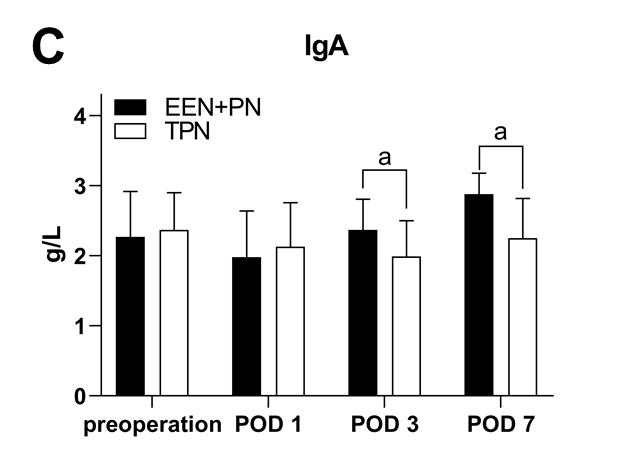 C
IgA
EEN+PN
TPN
g/L
4
3
2
1
0
a
a
preoperation POD 1 POD 3 POD 7